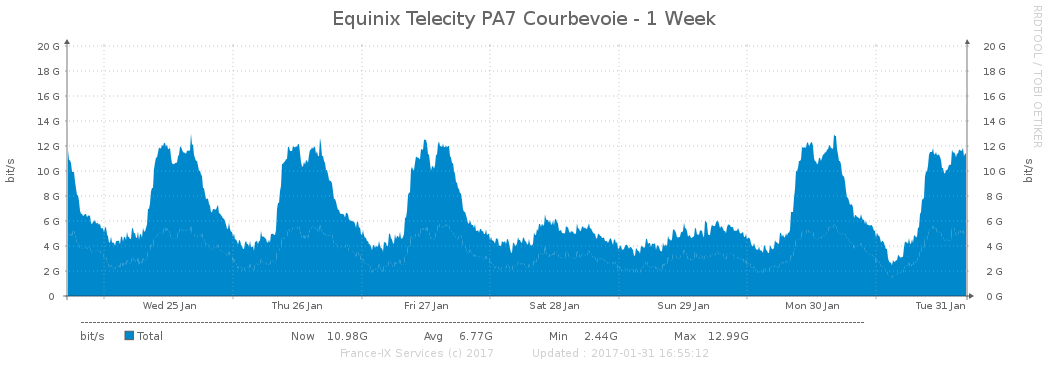 Equinix Telecity PA7 Courbevoie - 1 Week
RRDTOOL / TOBI OETIKER
20 G 20 G
18 G 18 G
16 G 16 G
14 G 14 G
12 G 12 G
10 G 10 G
8 G 8 G
6 G 6 G
4 G 4 G
2 G 2 G
0 0 G
bit/s
bit/s
Wed 25 Jan Thu 26 Jan Fri 27 Jan Sat 28 Jan Sun 29 Jan Mon 30 Jan Tue 31 Jan
bit/s Total Now 10.98G Avg 6.77G Min 2.44G Max 12.99G
France-IX Services (c) 2017 Updated : 2017-01-31 16:55:12